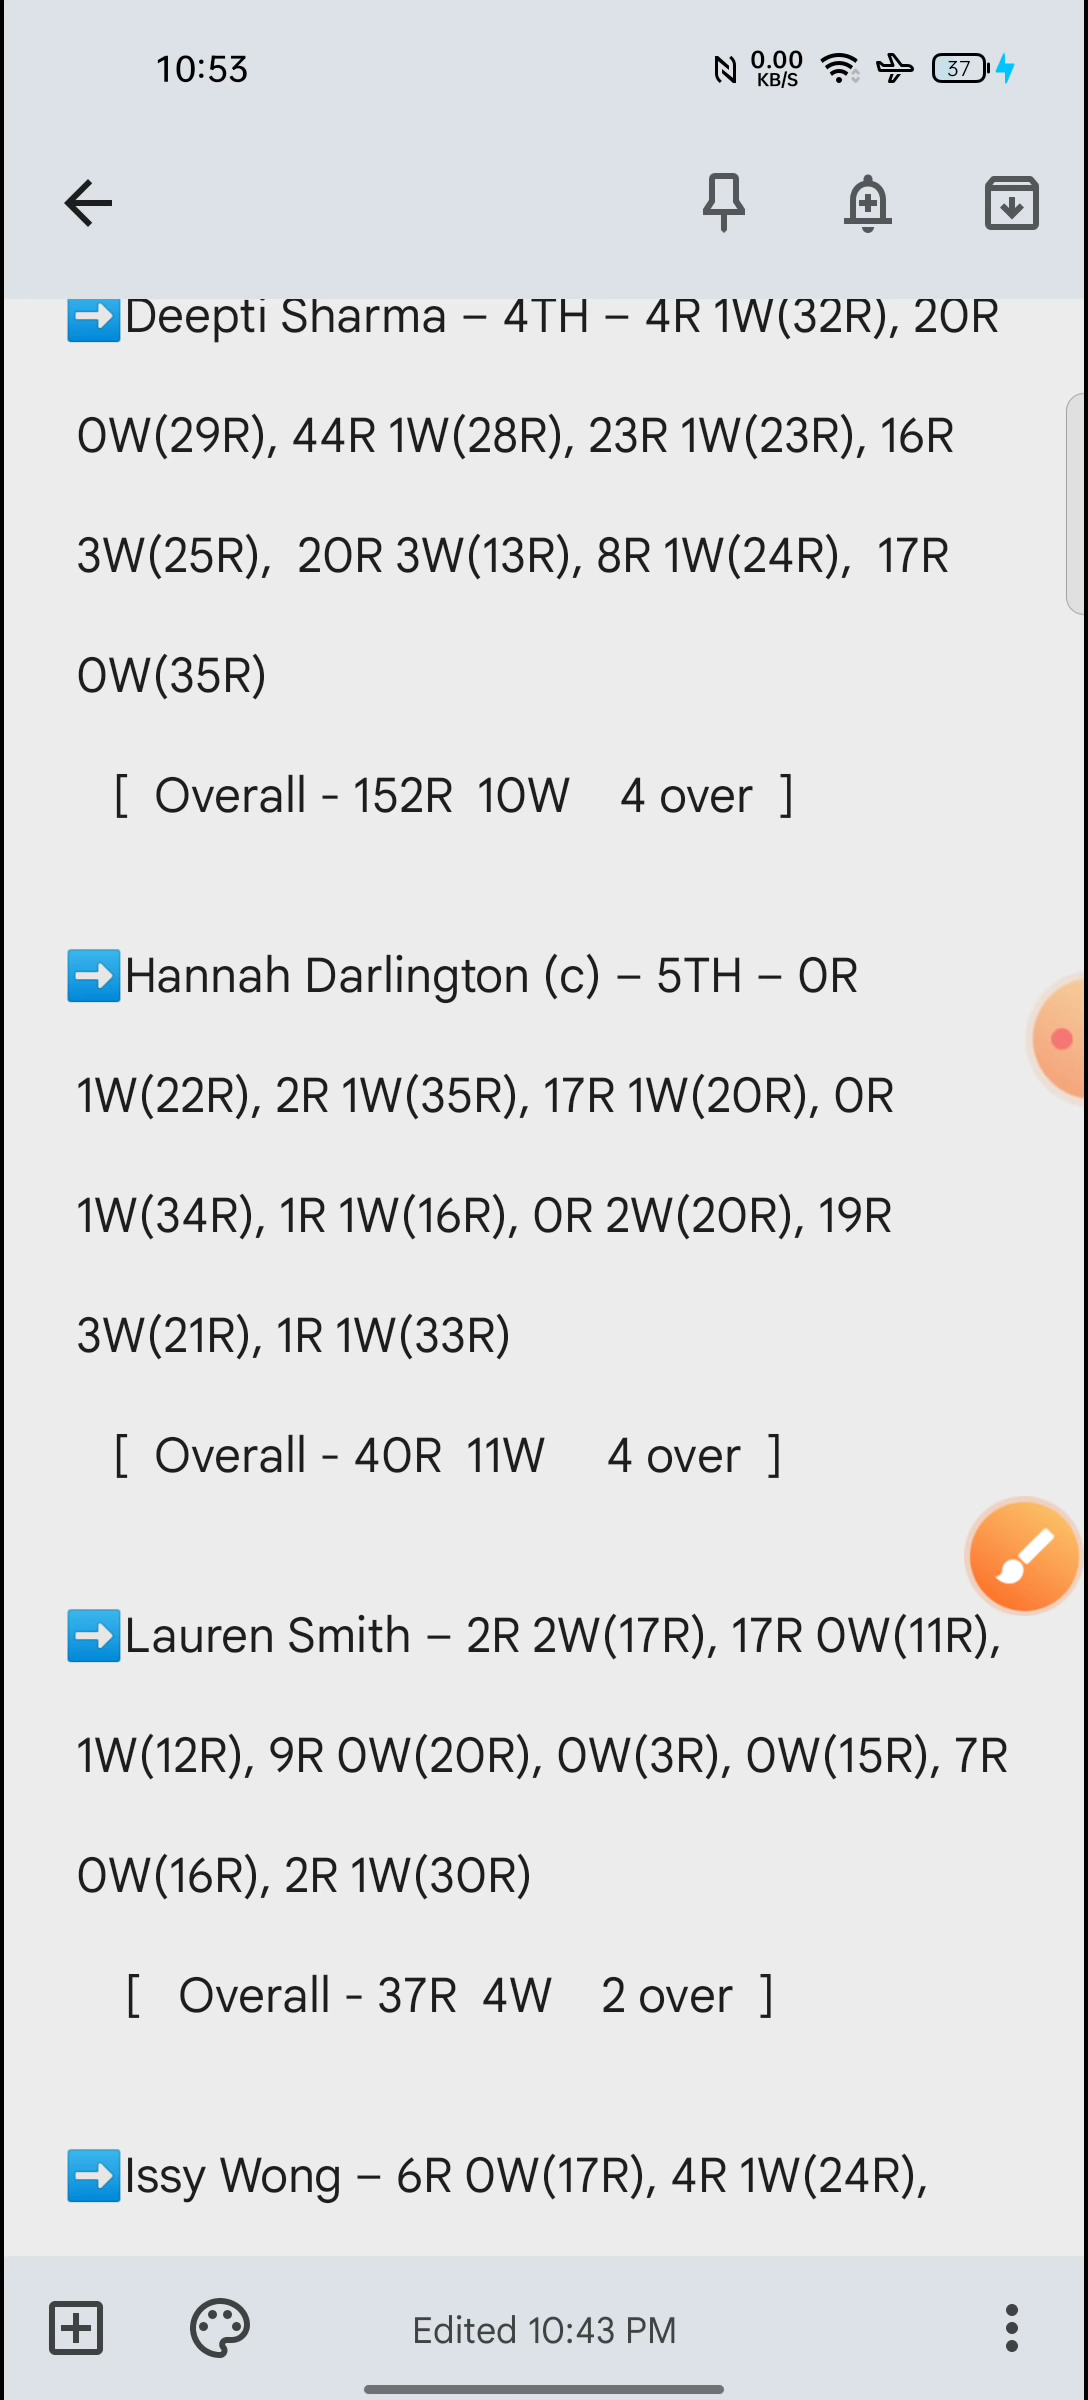 10:53
0.00
KB/S
37
➡️Deepti Sharma – 4TH – 4R 1W(32R), 20R
0W(29R), 44R 1W(28R), 23R 1W(23R), 16R
3W(25R),  20R 3W(13R), 8R 1W(24R),  17R
0W(35R)
[  Overall - 152R  10W    4 over  ]
➡️Hannah Darlington (c) – 5TH – 0R
1W(22R), 2R 1W(35R), 17R 1W(20R), 0R
1W(34R), 1R 1W(16R), 0R 2W(20R), 19R
3W(21R), 1R 1W(33R)
[  Overall - 40R  11W     4 over  ]
➡️Lauren Smith – 2R 2W(17R), 17R 0W(11R),
1W(12R), 9R 0W(20R), 0W(3R), 0W(15R), 7R
0W(16R), 2R 1W(30R)
[   Overall - 37R  4W    2 over  ]
➡️Issy Wong – 6R 0W(17R), 4R 1W(24R),
Edited 10:43 PM